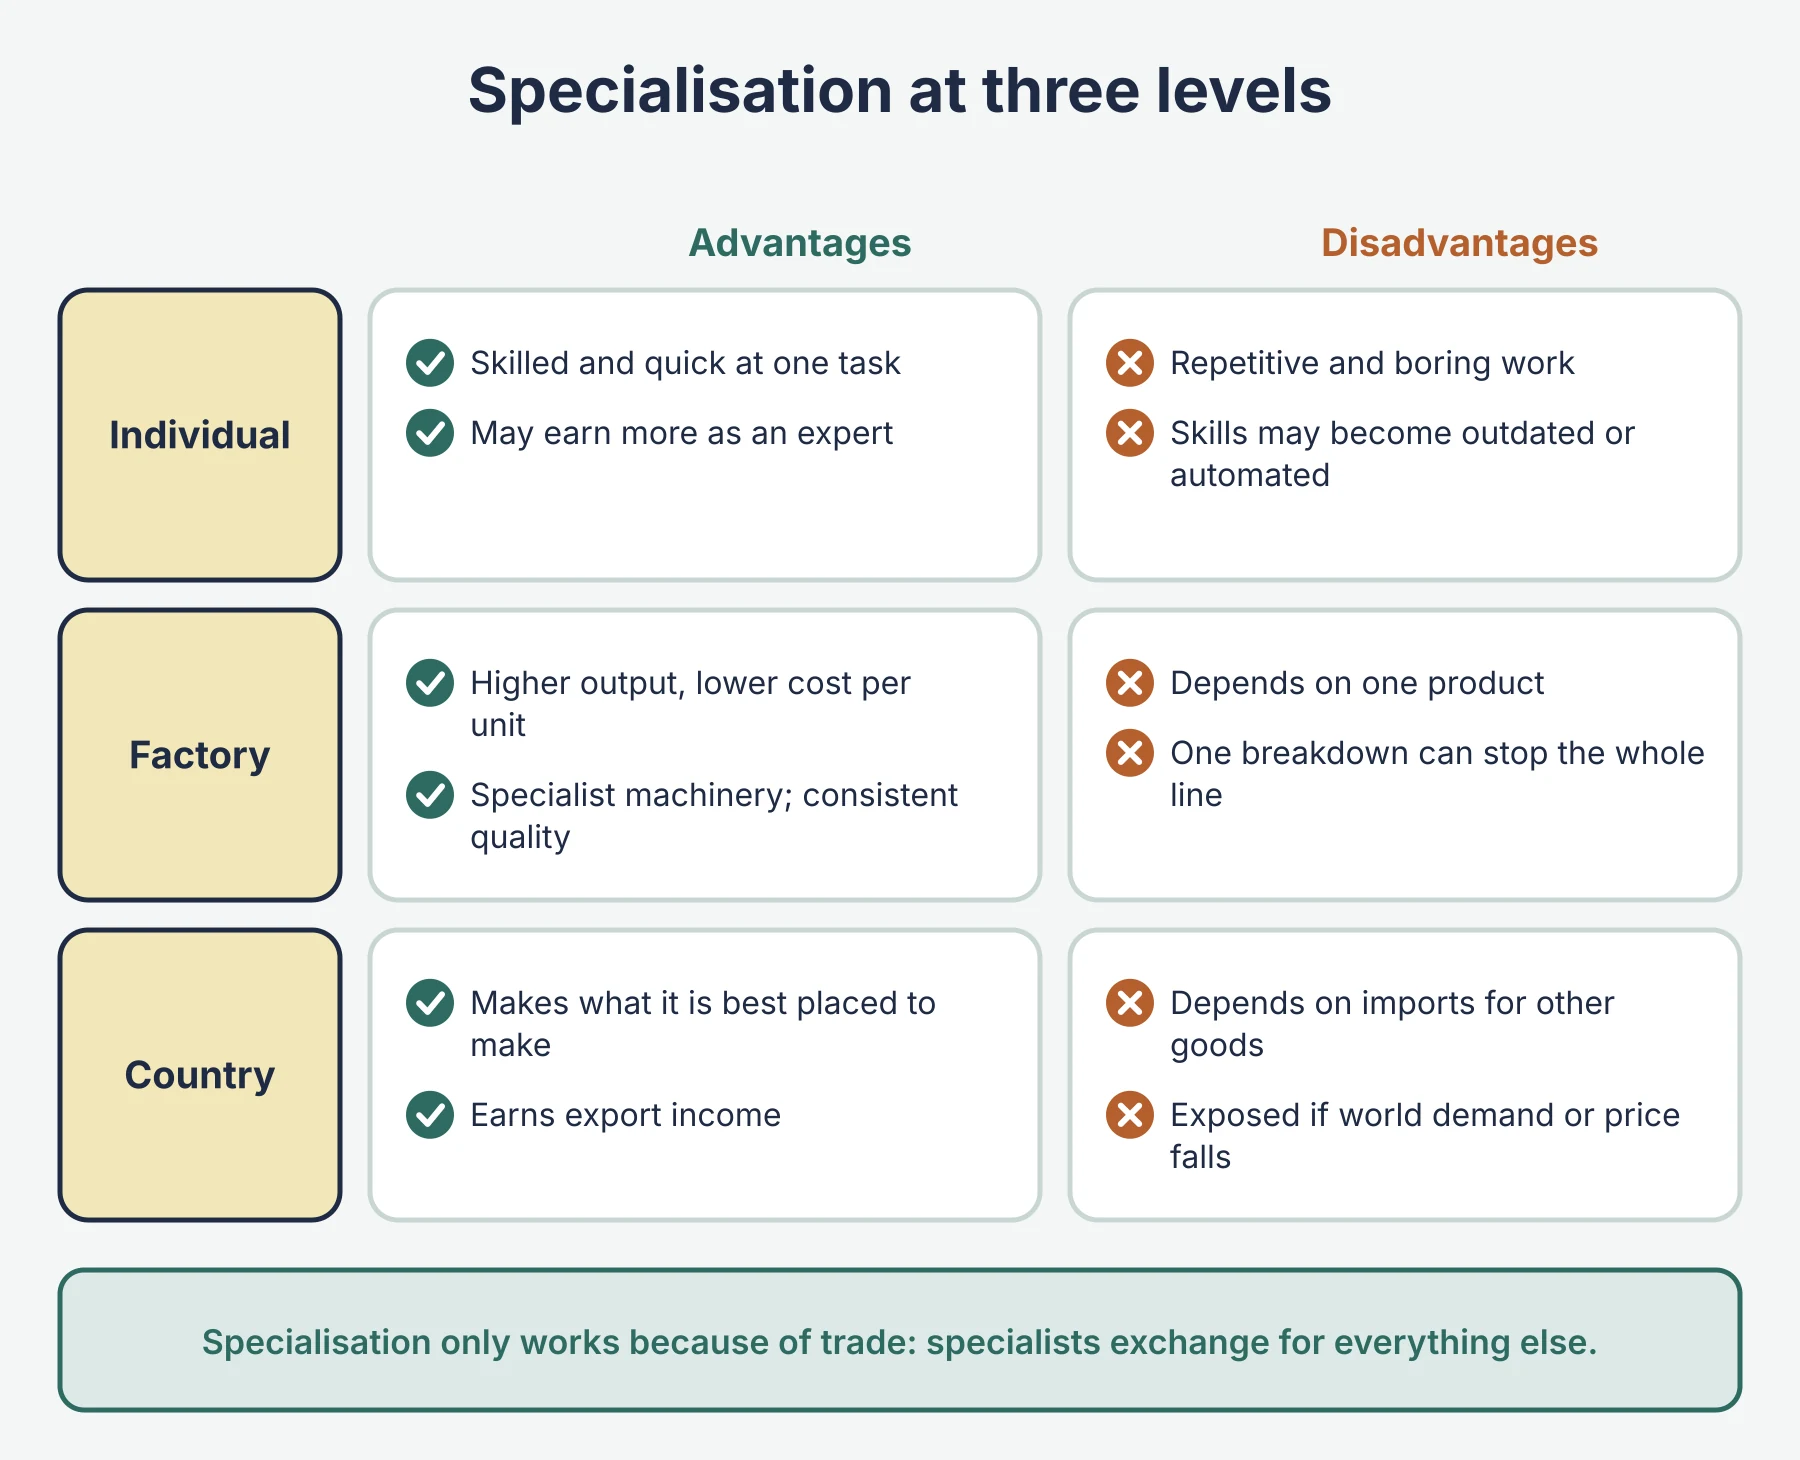 Specialisation at three levels
Advantages
Disadvantages
Individual
Skilled and quick at one task
May earn more as an expert
Repetitive and boring work
Skills may become outdated or
automated
Factory
Higher output, lower cost per
unit
Specialist machinery; consistent
quality
Depends on one product
One breakdown can stop the whole
line
Country
Makes what it is best placed to
make
Earns export income
Depends on imports for other
goods
Exposed if world demand or price
falls
Specialisation only works because of trade: specialists exchange for everything else.